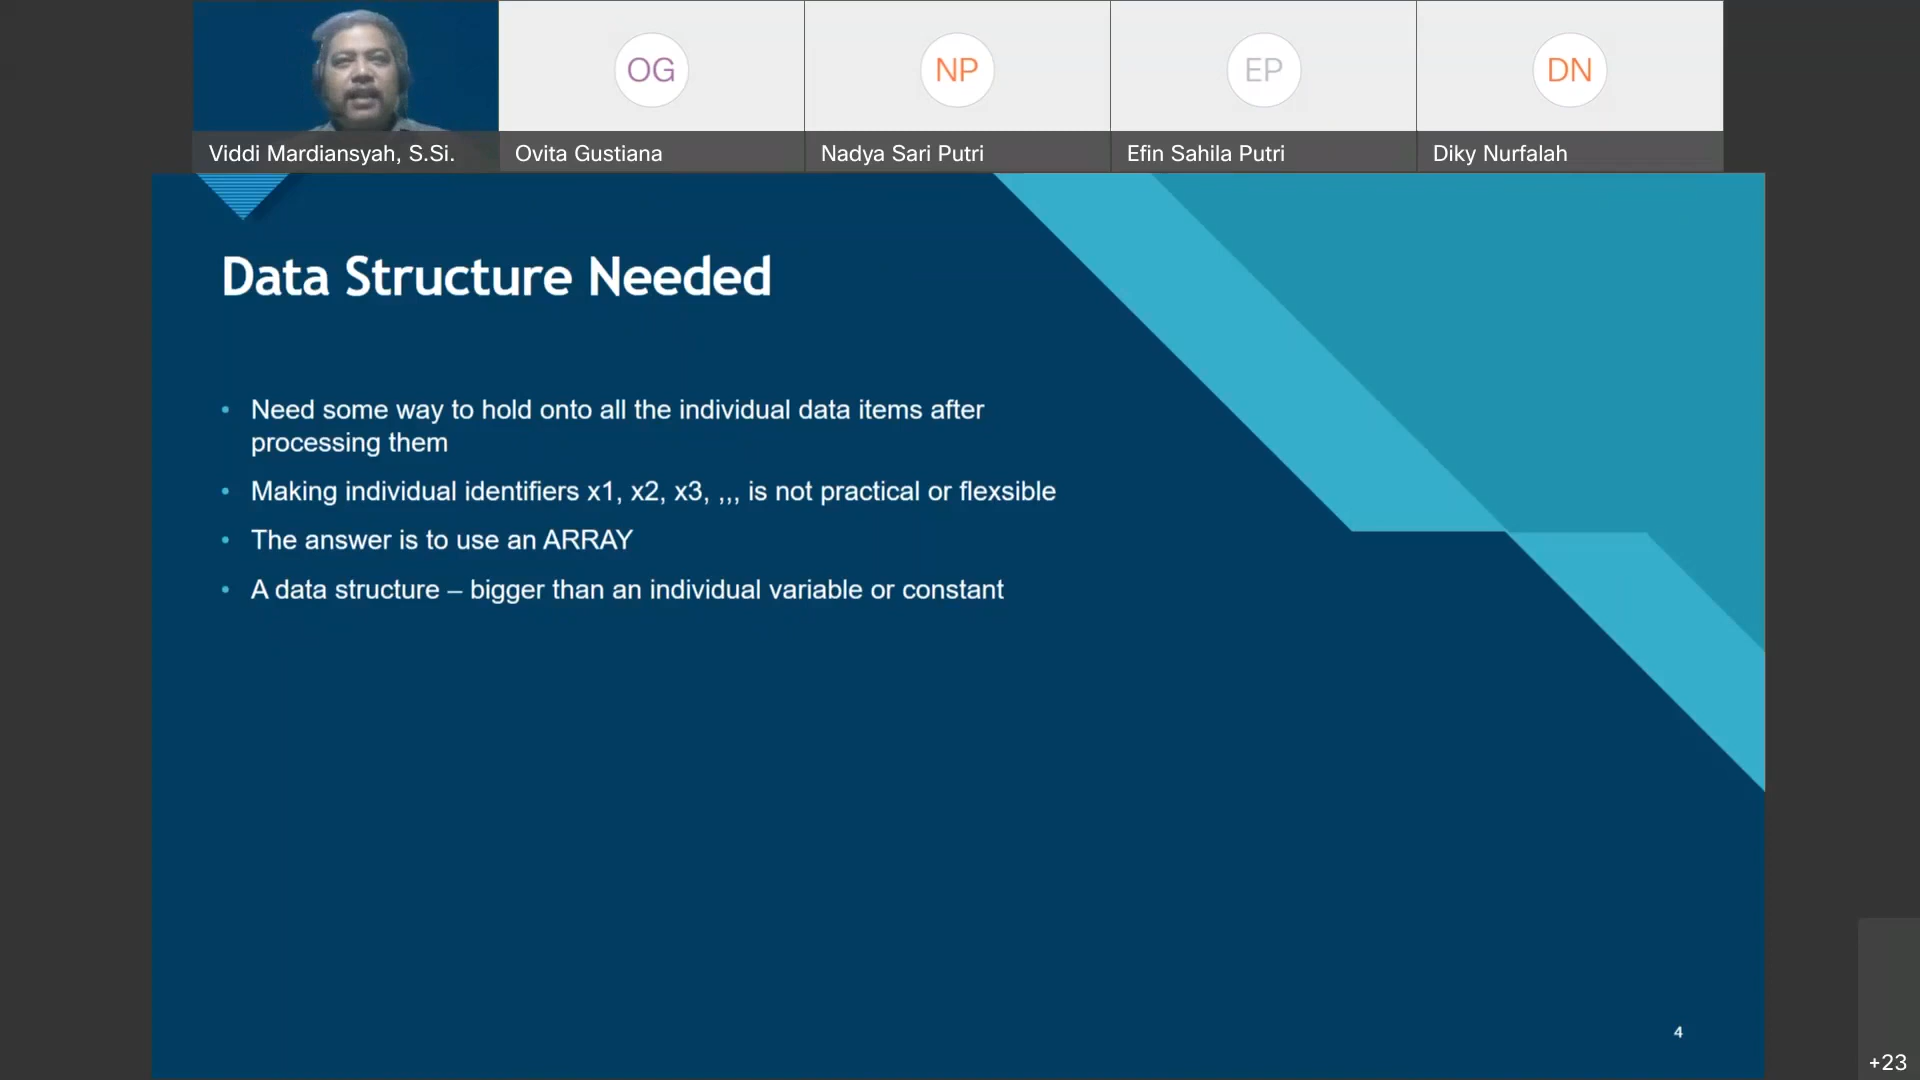 OG
NP
EP
DN
Viddi Mardiansyah, S.Si.
Ovita Gustiana
Nadya Sari Putri
Efin Sahila Putri
Diky Nurfalah
Data Structure Needed
• Need some way to hold onto all the individual data items after
processing them
• Making individual identifiers x1, x2, x3, ,,, is not practical or flexsible
• The answer is to use an ARRAY
• A data structure – bigger than an individual variable or constant
4
+23